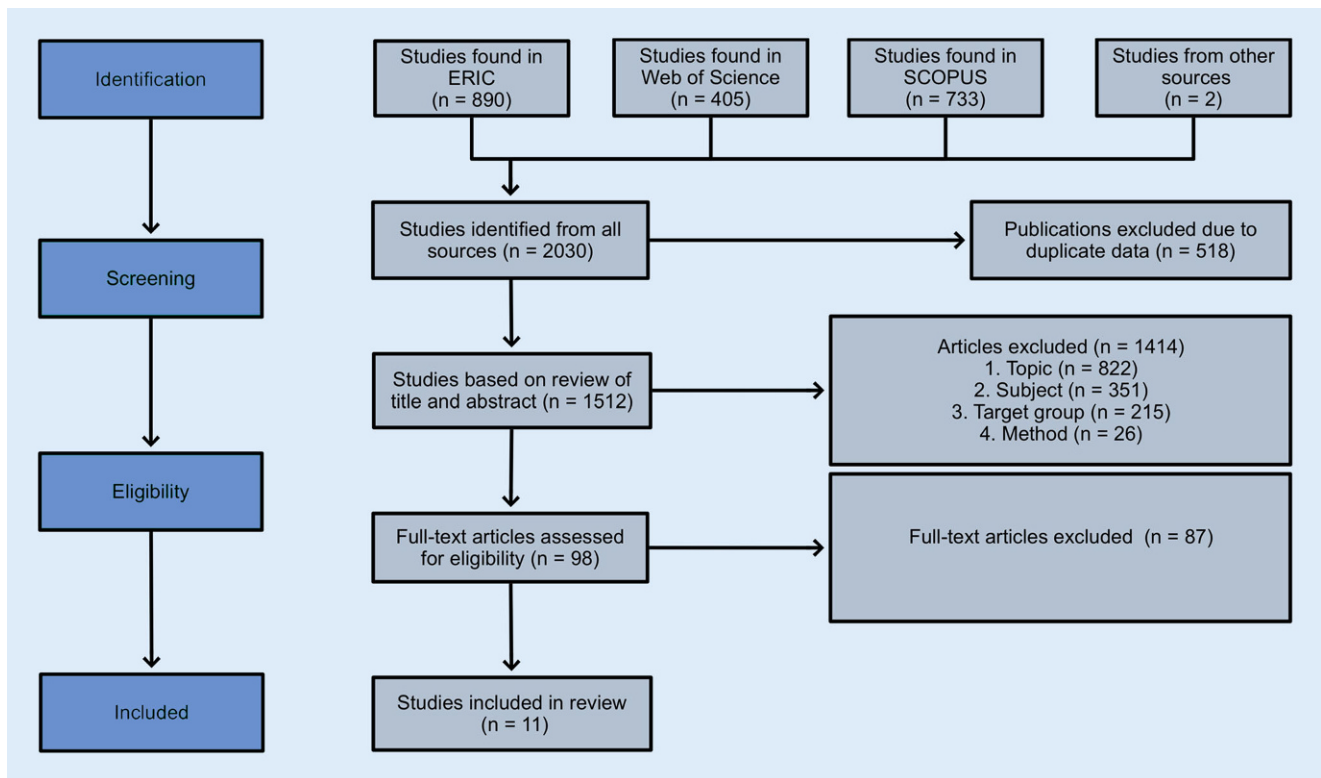 Identification
Studies found in
ERIC
(n = 890)
Studies found in
Web of Science
(n = 405)
Studies found in
SCOPUS
(n = 733)
Studies from other
sources
(n = 2)
Screening
Studies identified from all
sources (n = 2030)
Publications excluded due to
duplicate data (n = 518)
Studies based on review of
title and abstract (n = 1512)
Articles excluded (n = 1414)
1. Topic (n = 822)
2. Subject (n = 351)
3. Target group (n = 215)
4. Method (n = 26)
Eligibility
Full-text articles assessed
for eligibility (n = 98)
Full-text articles excluded (n = 87)
Included
Studies included in review
(n = 11)